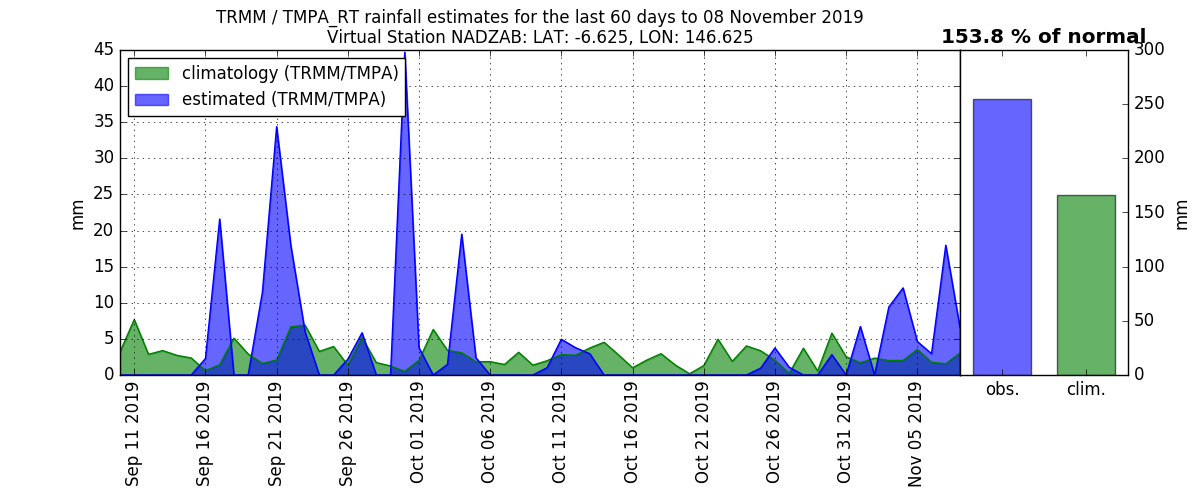 TRMM / TMPA_RT rainfall estimates for the last 60 days to 08 November 2019
Virtual Station NADZAB: LAT: -6.625, LON: 146.625
153.8 % of normal
climatology (TRMM/TMPA)
estimated (TRMM/TMPA)
45
40
35
30
25
20
15
10
5
0
mm
Sep 11 2019
Sep 16 2019
Sep 21 2019
Sep 26 2019
Oct 01 2019
Oct 06 2019
Oct 11 2019
Oct 16 2019
Oct 21 2019
Oct 26 2019
Oct 31 2019
Nov 05 2019
obs.
clim.
300
250
200
150
100
50
0
mm